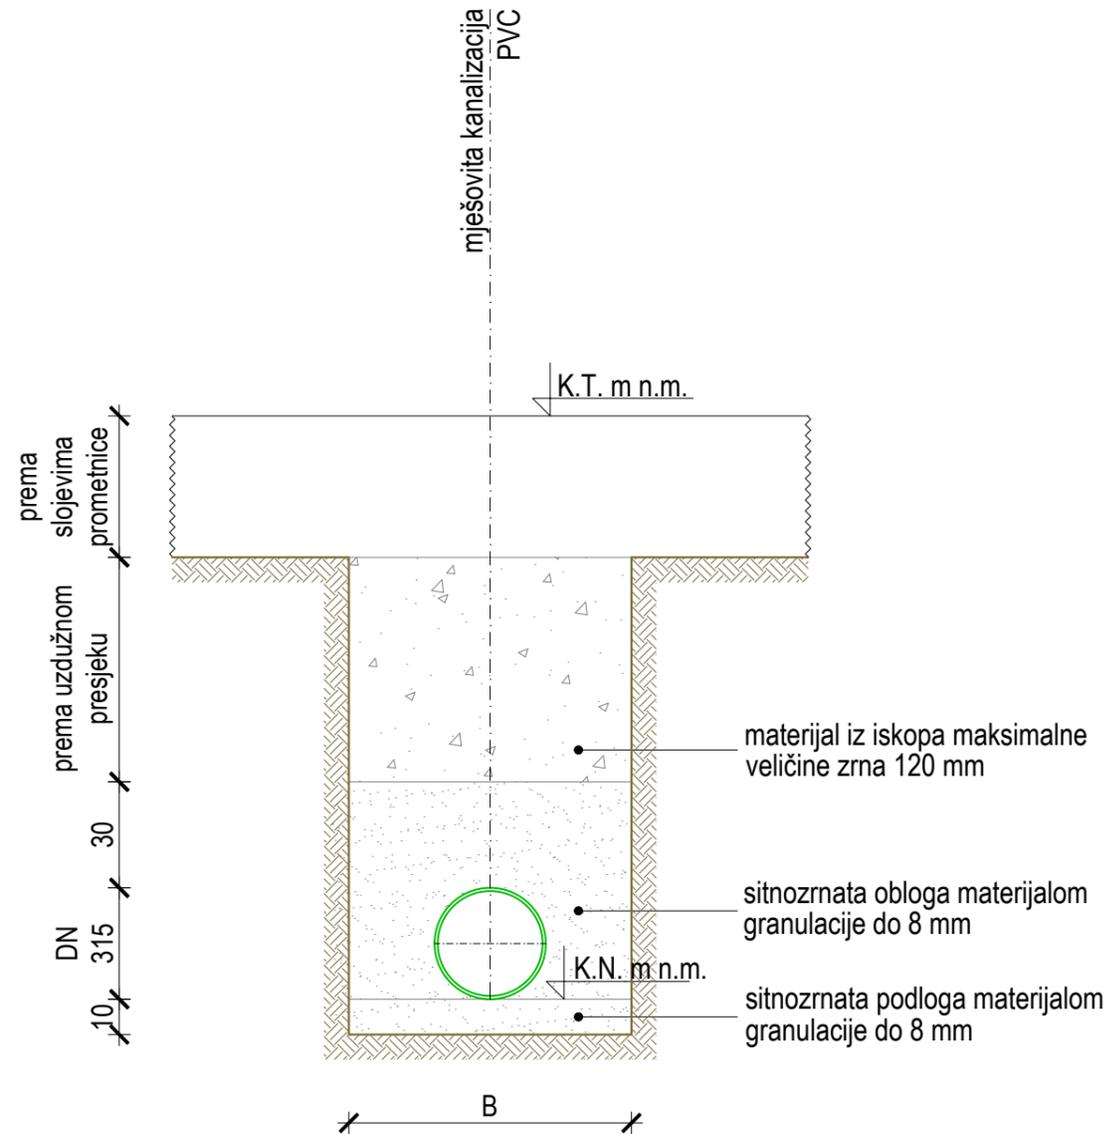 mješovita kanalizacija
PVC
K.T. m n.m.
prema
slojevima
prometnice
prema uzdužnom
presjeku
materijal iz iskopa maksimalne
veličine zrna 120 mm
30
sitnozrnata obloga materijalom
granulacije do 8 mm
DN
315
K.N. m n.m.
10
sitnozrnata podloga materijalom
granulacije do 8 mm
B